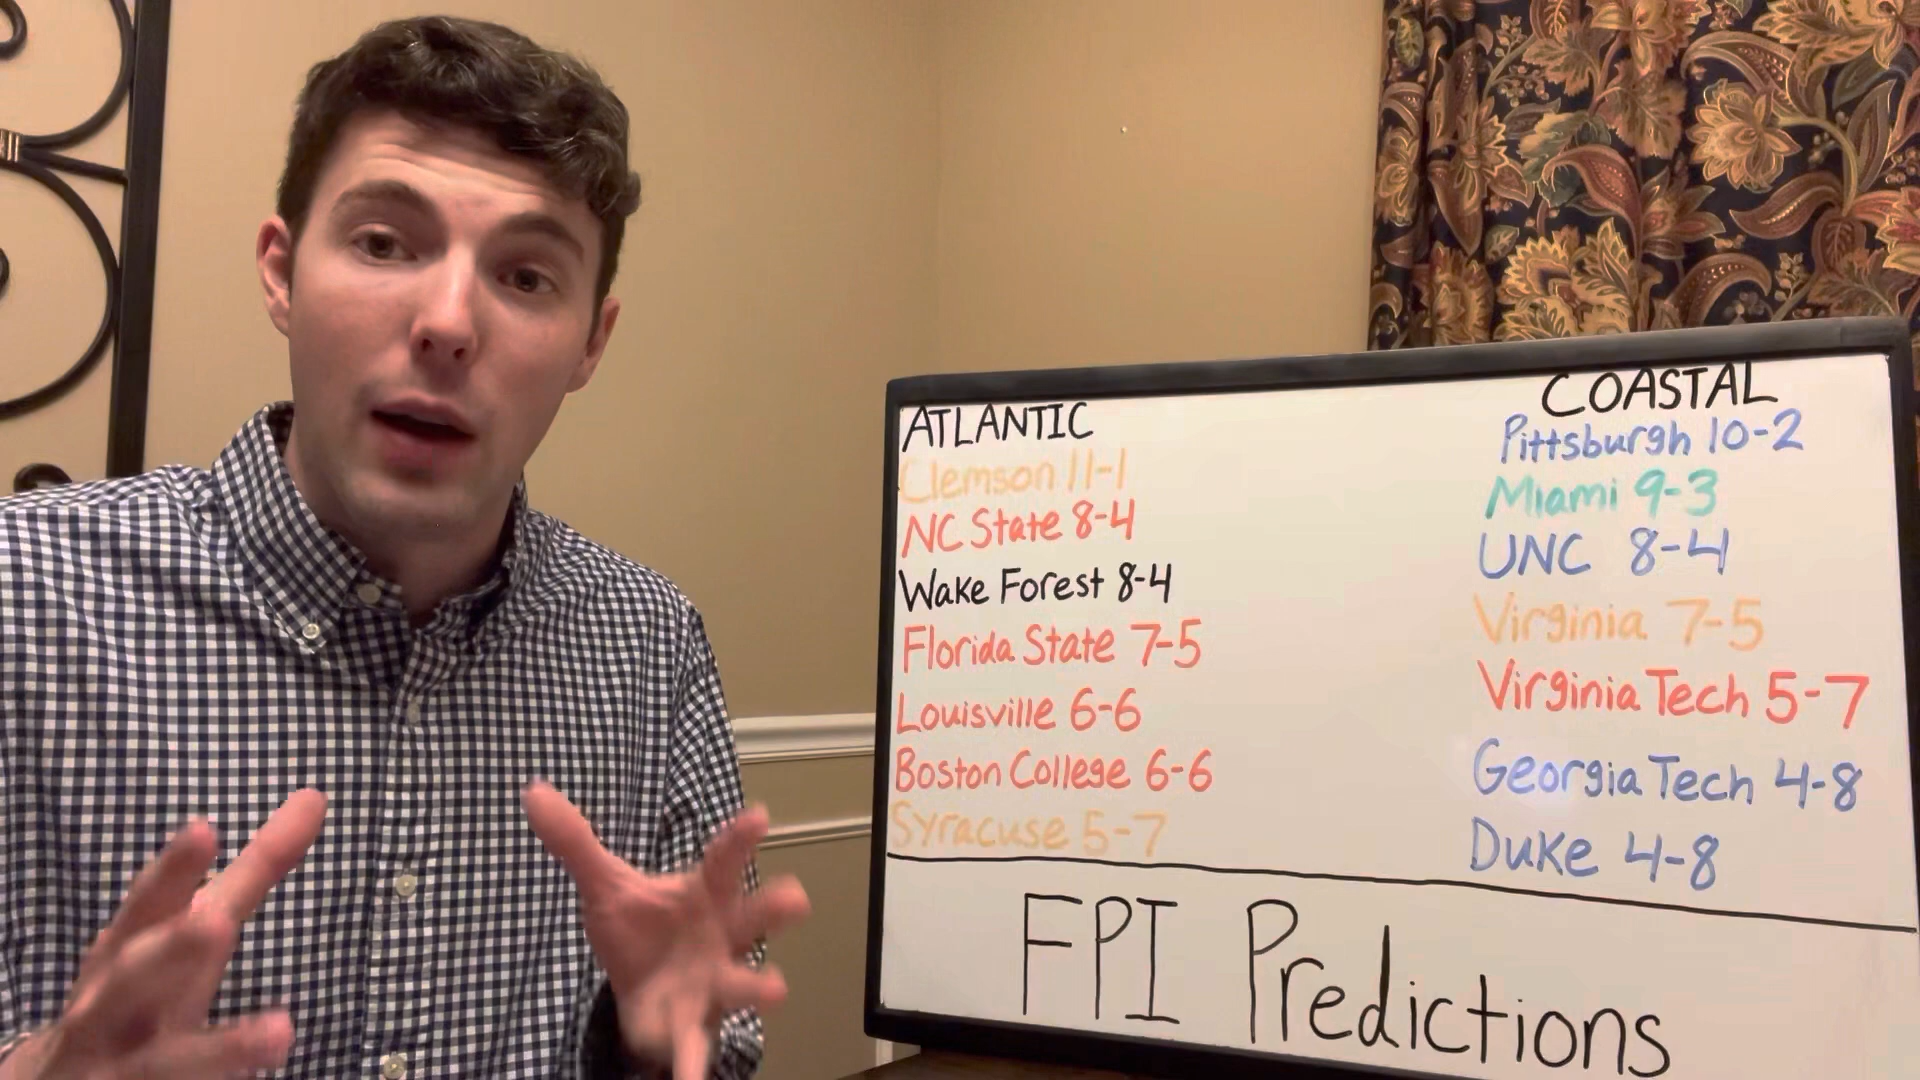 ATLANTIC
Clemson 11-1
NC State 8-4
Wake Forest 8-4
Florida State 7-5
Louisville 6-6
Boston College 6-6
Syracuse 5-7
COASTAL
Pittsburgh 10-2
Miami 9-3
UNC 8-4
Virginia 7-5
Virginia Tech 5-7
Georgia Tech 4-8
Duke 4-8
FPI Predictions